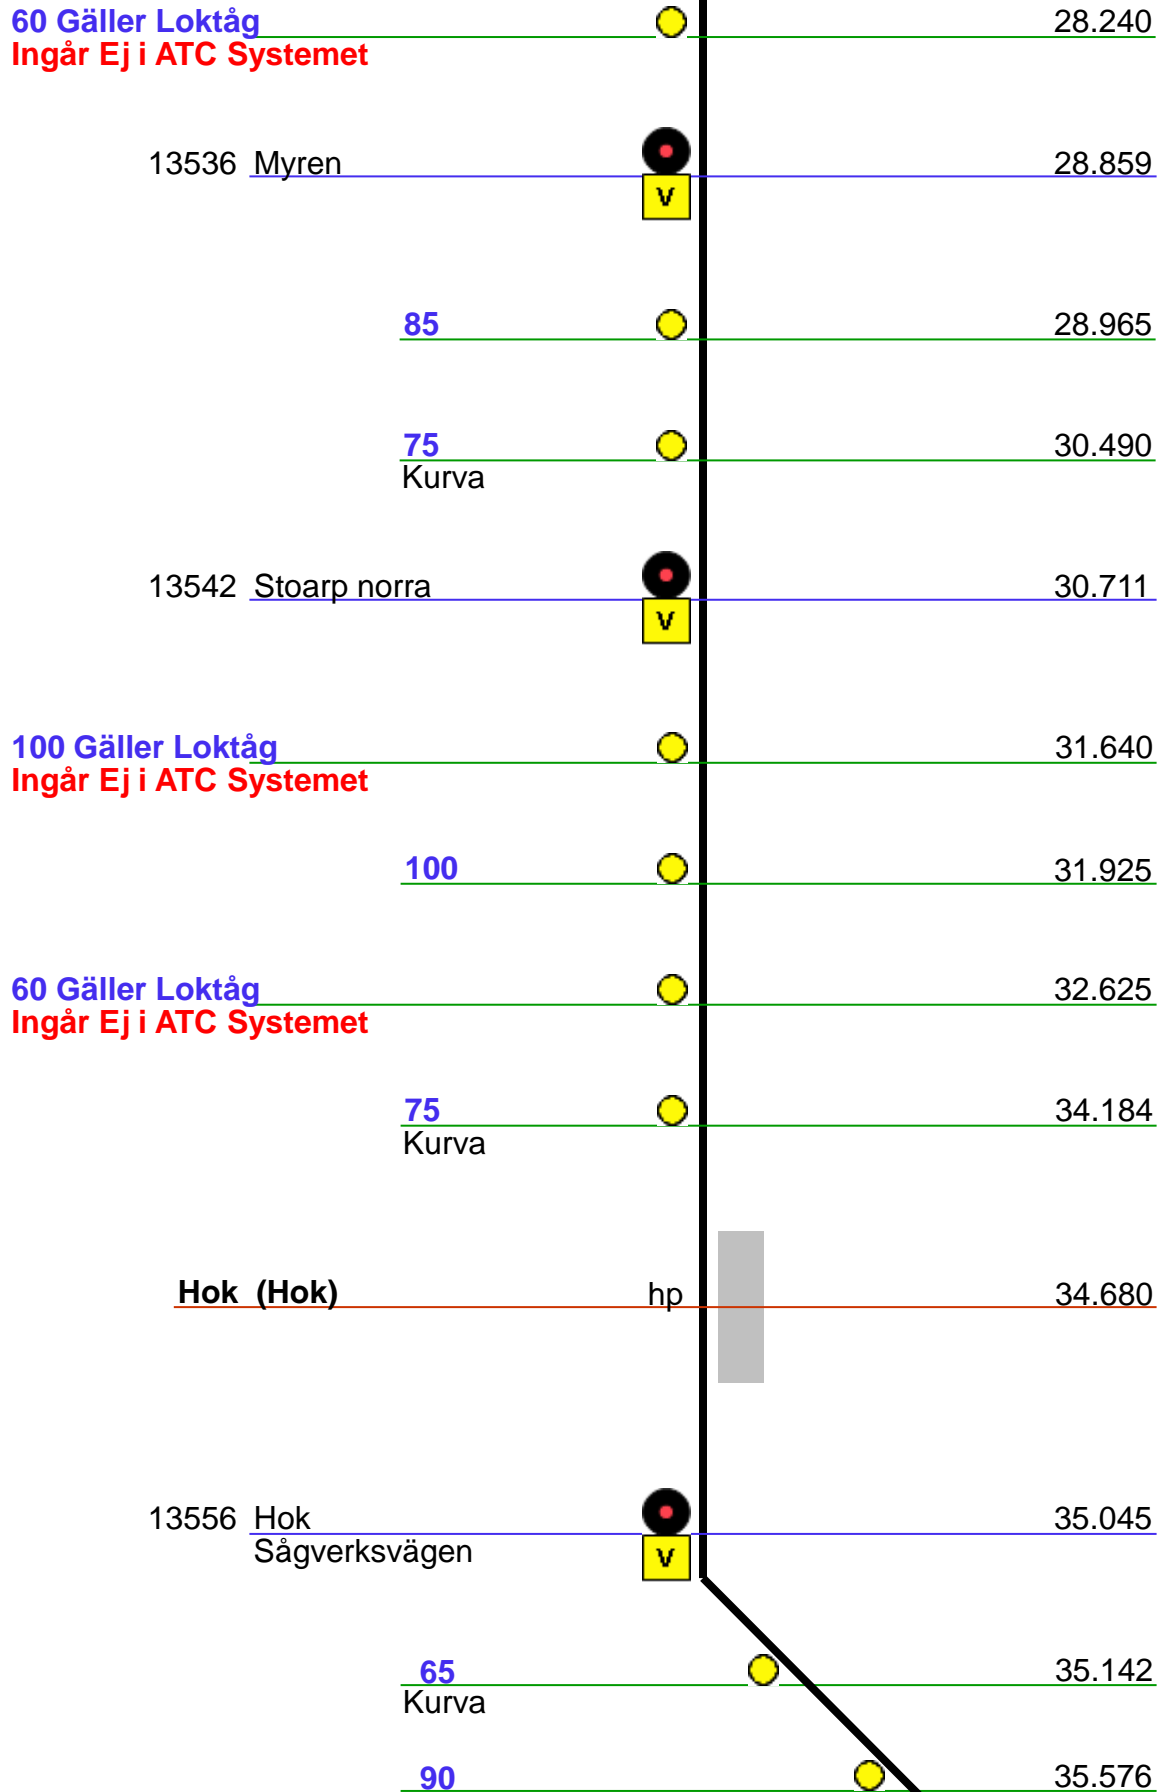 60 Gäller Loktåg 28.240
Ingår Ej i ATC Systemet
13536 Myren 28.859
V
85 28.965
75 30.490
Kurva
13542 Stoarp norra 30.711
V
100 Gäller Loktåg 31.640
Ingår Ej i ATC Systemet
100 31.925
60 Gäller Loktåg 32.625
Ingår Ej i ATC Systemet
75 34.184
Kurva
Hok (Hok) hp 34.680
13556 Hok 35.045
Sågverksvägen V
65 35.142
Kurva
90 35.576